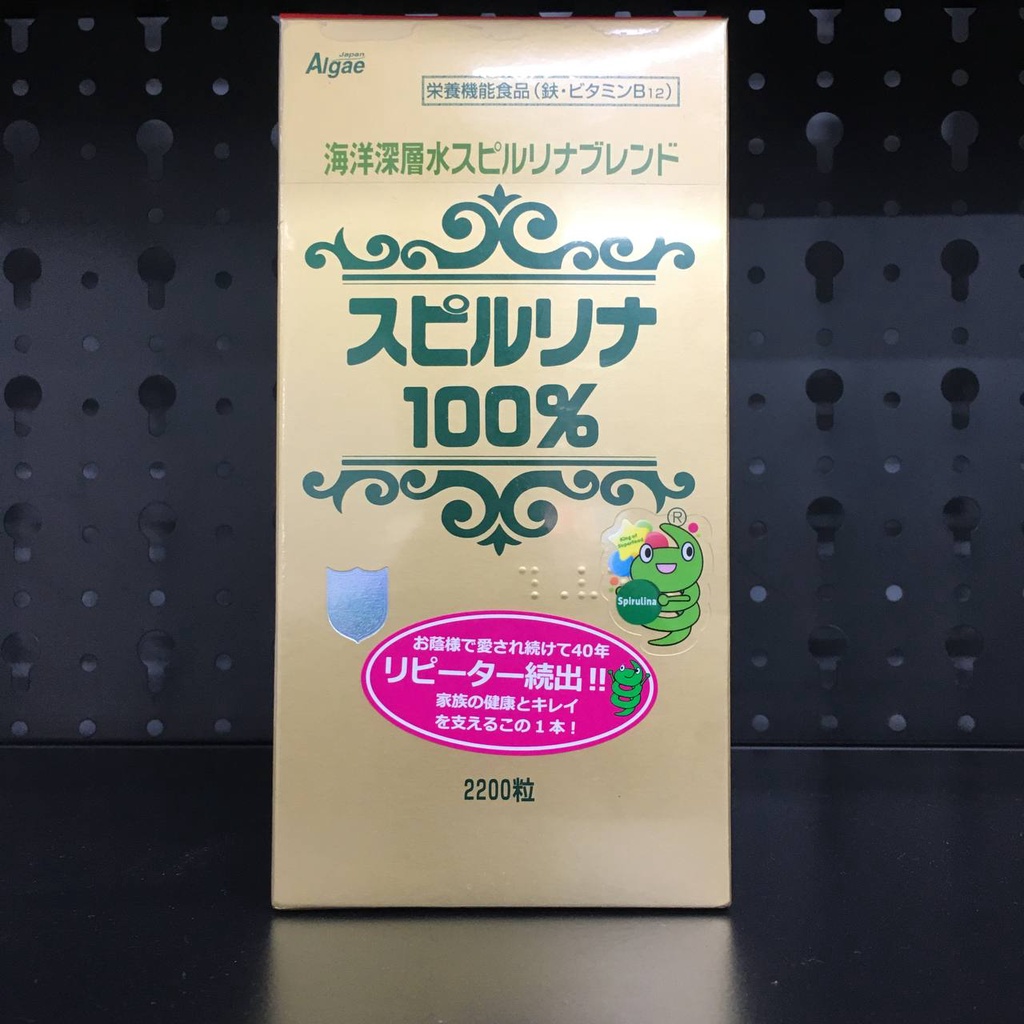 Japan
Algae
栄養機能食品(鉄・ビタミンB12)
海洋深層水スピルリナブレンド
スピルリナ
100%
®
King of
Superfood
Spirulina
お蔭様で愛され続けて40年
リピーター続出!!
家族の健康とキレイ
を支えるこの1本!
2200粒